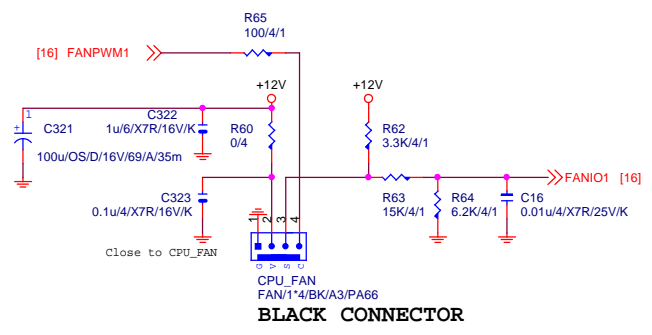 R65
100/4/1
[16] FANPWM1
+12V
+12V
1
C321
100u/OS/D/16V/69/A/35m
C322
1u/6/X7R/16V/K
R60
0/4
R62
3.3K/4/1
FANIO1 [16]
C323
0.1u/4/X7R/16V/K
R63
15K/4/1
R64
6.2K/4/1
C16
0.01u/4/X7R/25V/K
Close to CPU_FAN
1 2 3 4
G V S C
CPU_FAN
FAN/1*4/BK/A3/PA66
BLACK CONNECTOR